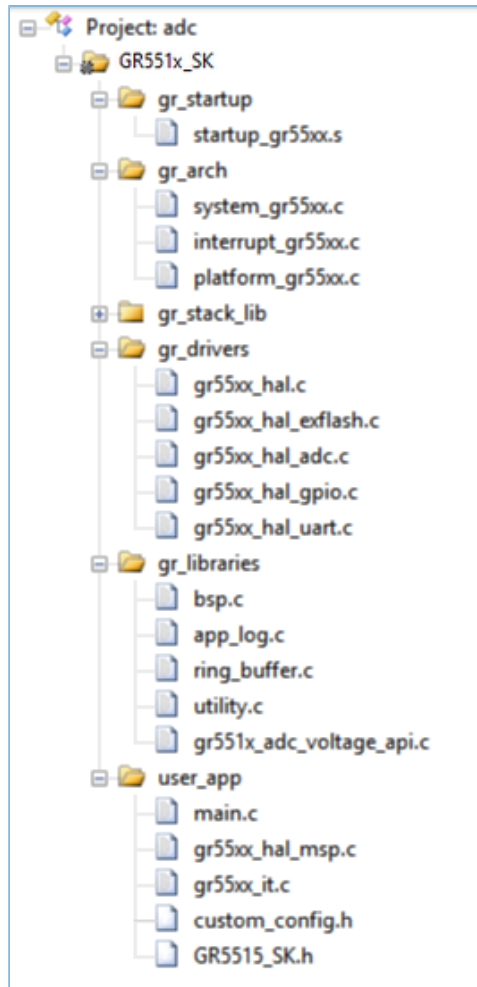 Project: adc
GR551x_SK
gr_startup
startup_gr55xx.s
gr_arch
system_gr55xx.c
interrupt_gr55xx.c
platform_gr55xx.c
gr_stack_lib
gr_drivers
gr55xx_hal.c
gr55xx_hal_exflash.c
gr55xx_hal_adc.c
gr55xx_hal_gpio.c
gr55xx_hal_uart.c
gr_libraries
bsp.c
app_log.c
ring_buffer.c
utility.c
gr551x_adc_voltage_api.c
user_app
main.c
gr55xx_hal_msp.c
gr55xx_it.c
custom_config.h
GR5515_SK.h